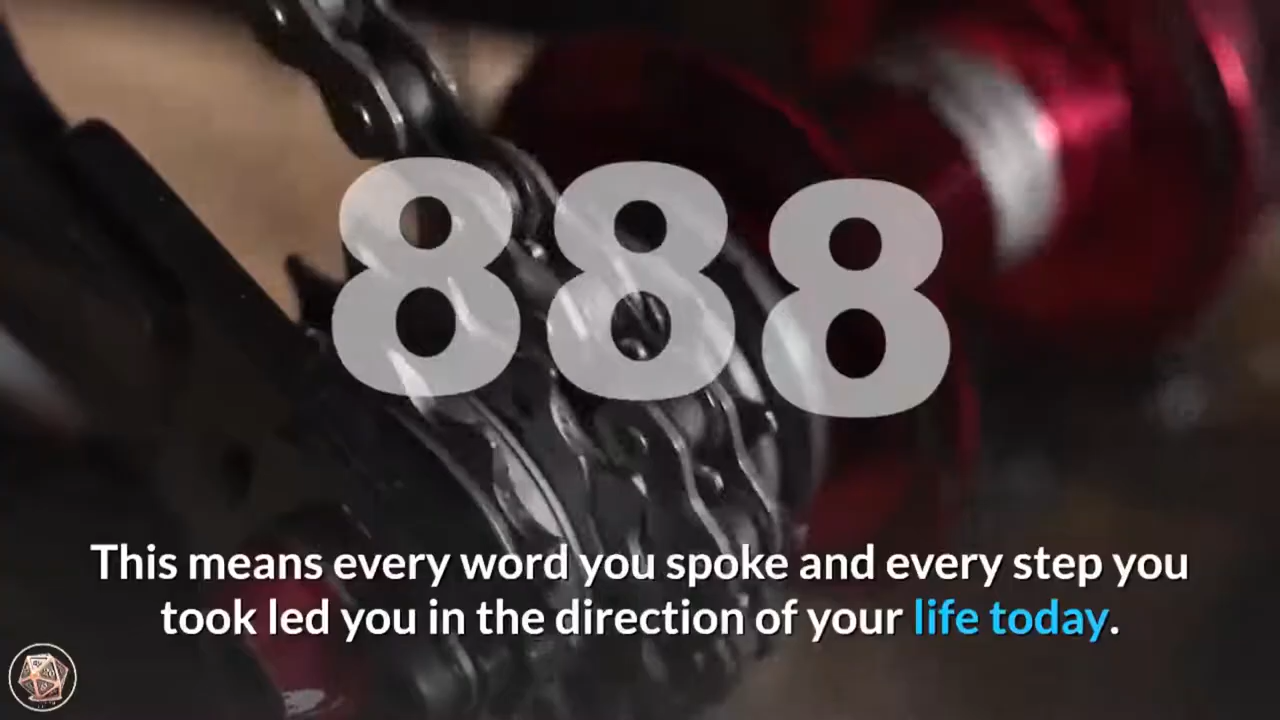 888
This means every word you spoke and every step you
took led you in the direction of your life today.